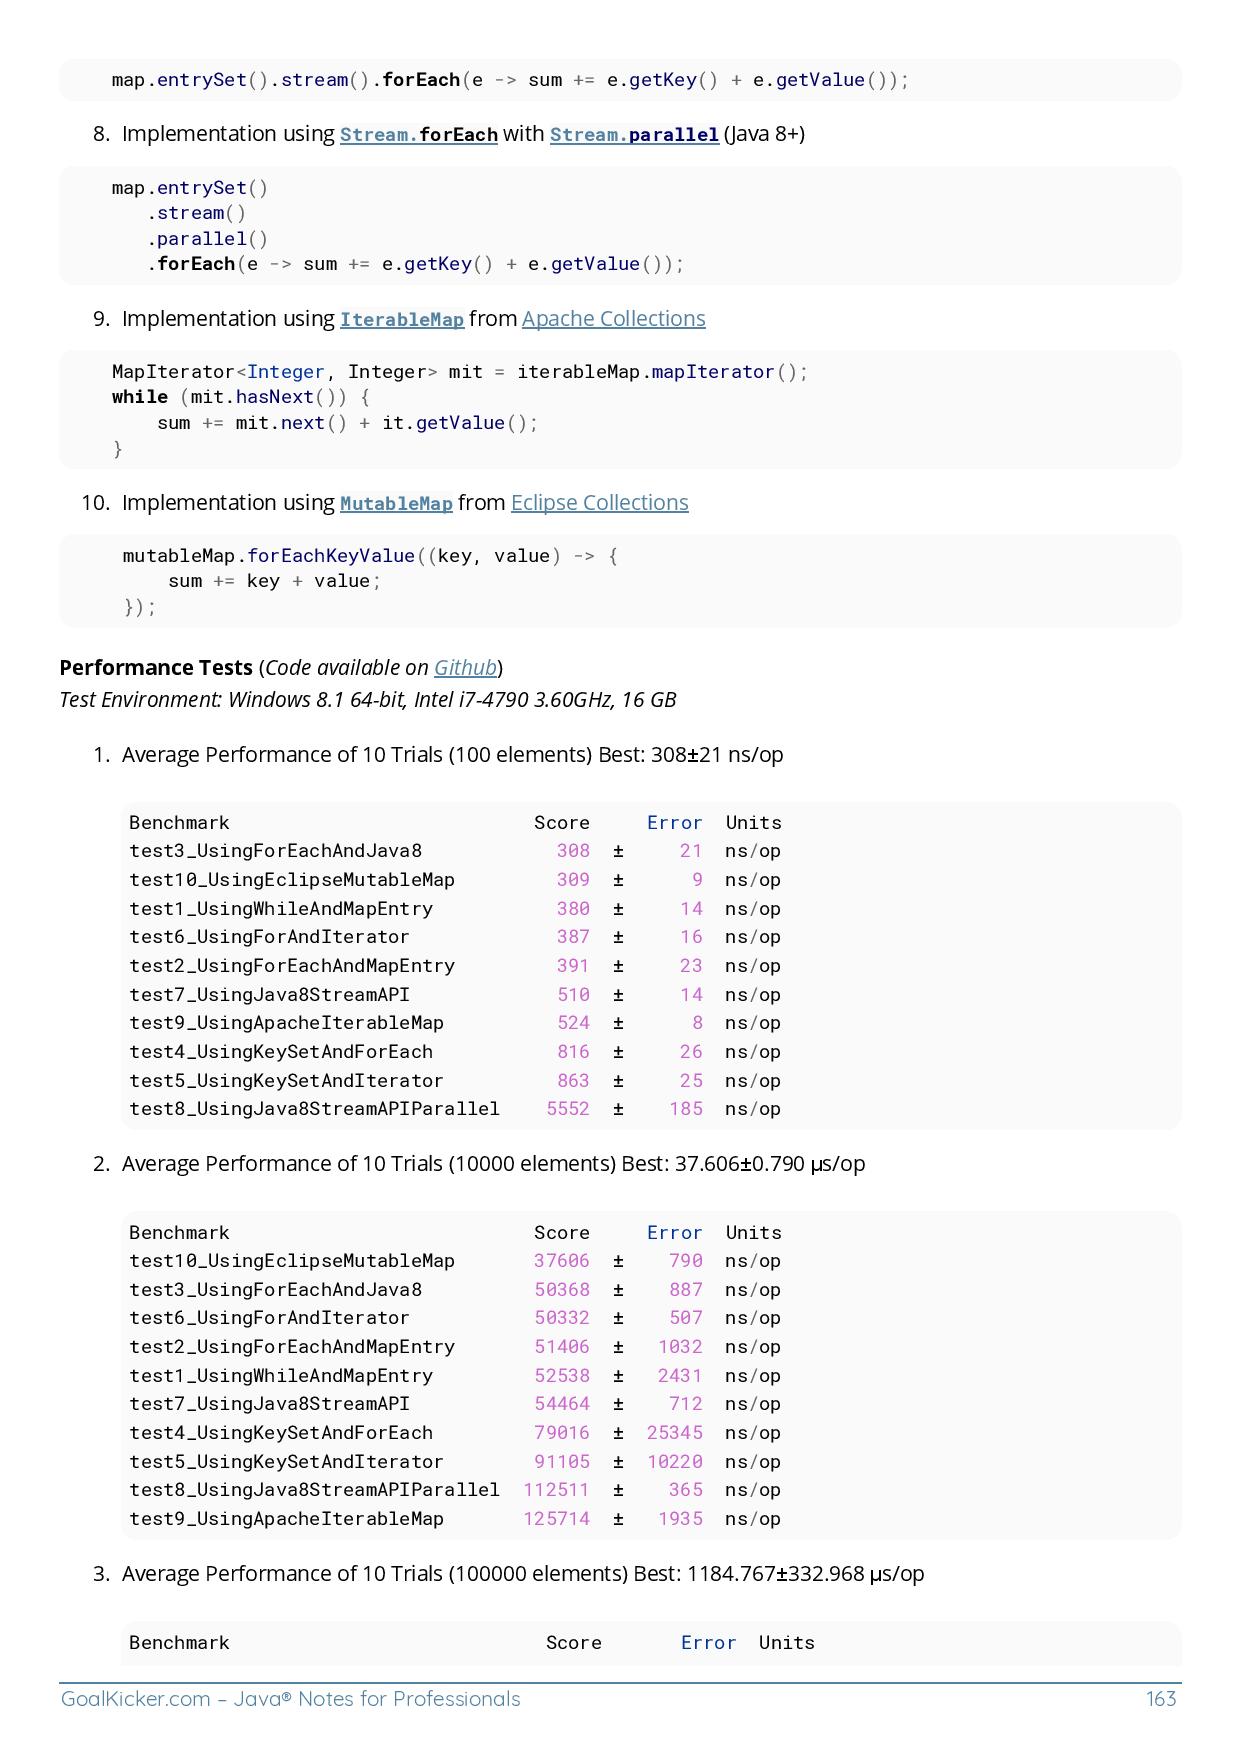 map.entrySet().stream().forEach(e -> sum += e.getKey() + e.getValue());
8. Implementation using Stream.forEach with Stream.parallel (Java 8+)
map.entrySet()
.stream()
.parallel()
.forEach(e -> sum += e.getKey() + e.getValue());
9. Implementation using IterableMap from Apache Collections
MapIterator<Integer, Integer> mit = iterableMap.mapIterator();
while (mit.hasNext()) {
sum += mit.next() + it.getValue();
}
10. Implementation using MutableMap from Eclipse Collections
mutableMap.forEachKeyValue((key, value) -> {
sum += key + value;
});
Performance Tests (Code available on Github)
Test Environment: Windows 8.1 64-bit, Intel i7-4790 3.60GHz, 16 GB
1. Average Performance of 10 Trials (100 elements) Best: 308±21 ns/op
Benchmark Score Error Units
test3_UsingForEachAndJava8 308 ± 21 ns/op
test10_UsingEclipseMutableMap 309 ± 9 ns/op
test1_UsingWhileAndMapEntry 380 ± 14 ns/op
test6_UsingForAndIterator 387 ± 16 ns/op
test2_UsingForEachAndMapEntry 391 ± 23 ns/op
test7_UsingJava8StreamAPI 510 ± 14 ns/op
test9_UsingApacheIterableMap 524 ± 8 ns/op
test4_UsingKeySetAndForEach 816 ± 26 ns/op
test5_UsingKeySetAndIterator 863 ± 25 ns/op
test8_UsingJava8StreamAPIParallel 5552 ± 185 ns/op
2. Average Performance of 10 Trials (10000 elements) Best: 37.606±0.790 μs/op
Benchmark Score Error Units
test10_UsingEclipseMutableMap 37606 ± 790 ns/op
test3_UsingForEachAndJava8 50368 ± 887 ns/op
test6_UsingForAndIterator 50332 ± 507 ns/op
test2_UsingForEachAndMapEntry 51406 ± 1032 ns/op
test1_UsingWhileAndMapEntry 52538 ± 2431 ns/op
test7_UsingJava8StreamAPI 54464 ± 712 ns/op
test4_UsingKeySetAndForEach 79016 ± 25345 ns/op
test5_UsingKeySetAndIterator 91105 ± 10220 ns/op
test8_UsingJava8StreamAPIParallel 112511 ± 365 ns/op
test9_UsingApacheIterableMap 125714 ± 1935 ns/op
3. Average Performance of 10 Trials (100000 elements) Best: 1184.767±332.968 μs/op
Benchmark Score Error Units
GoalKicker.com – Java® Notes for Professionals 163